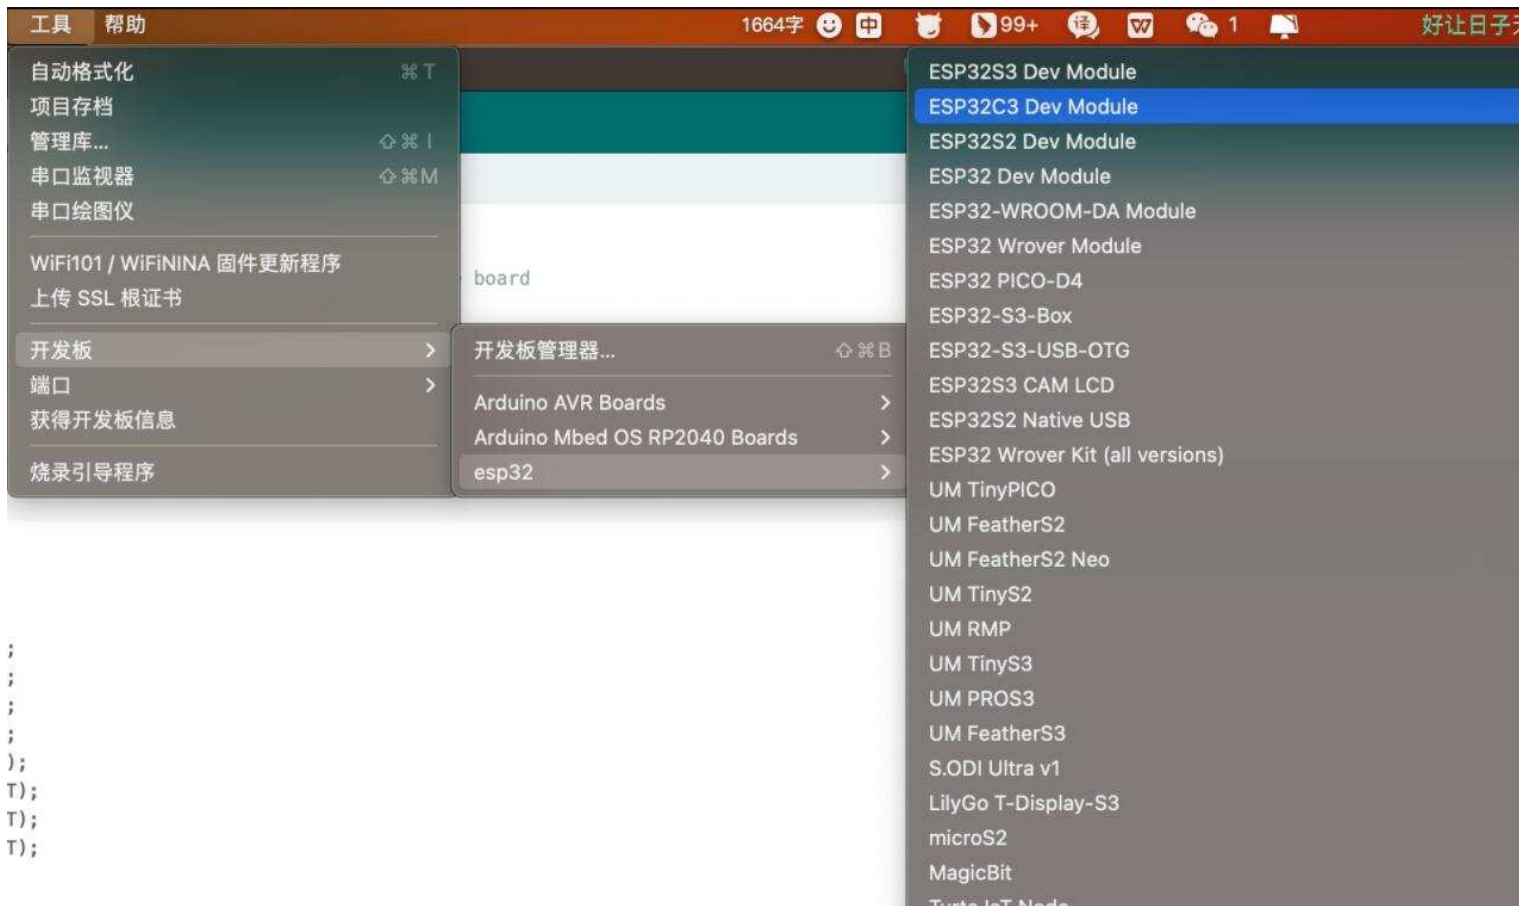 工具 帮助 1664字 中 99+ 译 W 1 好让日子
自动格式化 ⌘ T
项目存档
管理库... ⇧ ⌘ I
串口监视器 ⇧ ⌘ M
串口绘图仪
WiFi101 / WiFiNINA 固件更新程序
上传 SSL 根证书
开发板 >
端口 >
获得开发板信息
烧录引导程序
board
开发板管理器... ⇧ ⌘ B
Arduino AVR Boards >
Arduino Mbed OS RP2040 Boards >
esp32 >
ESP32S3 Dev Module
ESP32C3 Dev Module
ESP32S2 Dev Module
ESP32 Dev Module
ESP32-WROOM-DA Module
ESP32 Wrover Module
ESP32 PICO-D4
ESP32-S3-Box
ESP32-S3-USB-OTG
ESP32S3 CAM LCD
ESP32S2 Native USB
ESP32 Wrover Kit (all versions)
UM TinyPICO
UM FeatherS2
UM FeatherS2 Neo
UM TinyS2
UM RMP
UM TinyS3
UM PROS3
UM FeatherS3
S.ODI Ultra v1
LilyGo T-Display-S3
microS2
MagicBit
;
;
;
;
);
T);
T);
T);